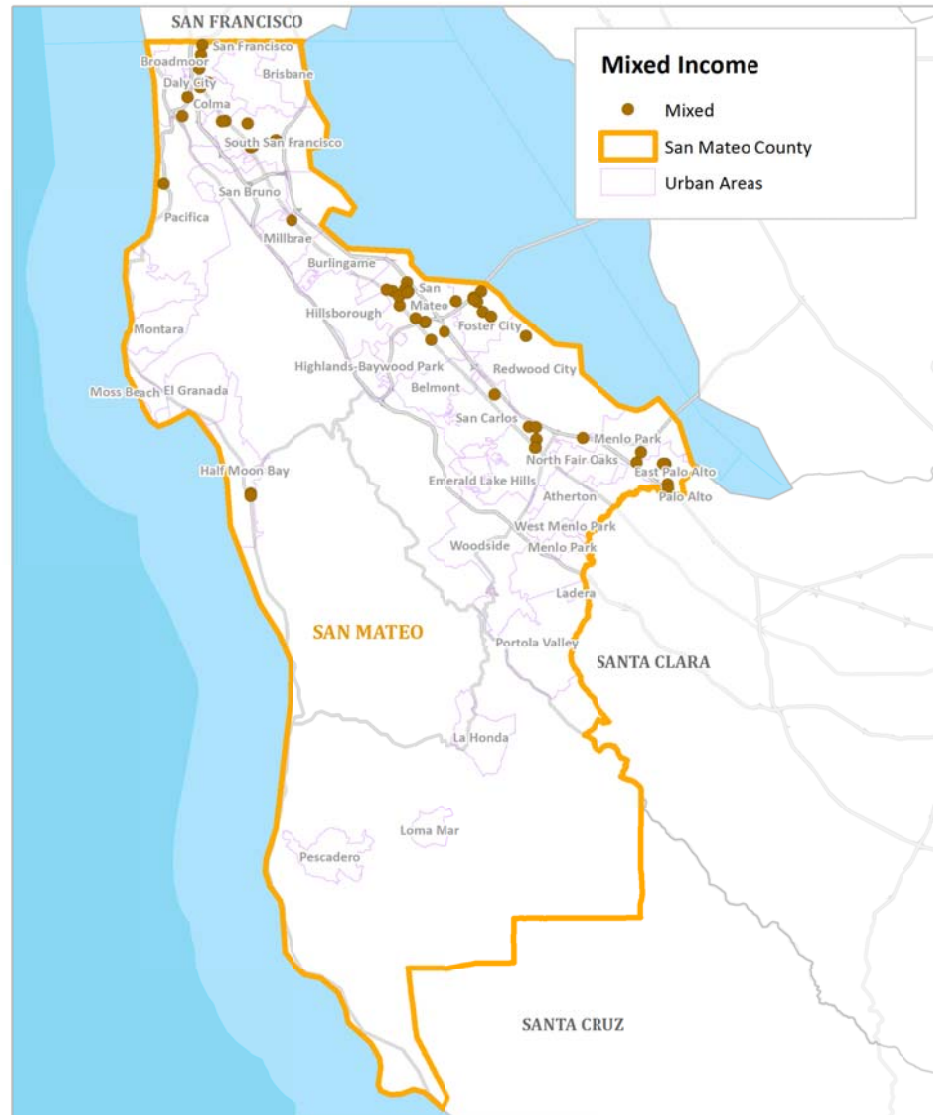 SAN FRANCISCO
San Francisco
Broadmoor
Brisbane
Daly City
Colma
South San Francisco
San Bruno
Pacifica
Millbrae
Burlingame
San
Mateo
Hillsborough
Foster City
Montara
Highlands-Baywood Park
Redwood City
Belmont
Moss Beach
El Granada
San Carlos
Menlo Park
North Fair Oaks
Half Moon Bay
East Palo Alto
Emerald Lake Hills
Atherton
Palo Alto
West Menlo Park
Woodside
Menlo Park
Ladera
SAN MATEO
Portola Valley
SANTA CLARA
La Honda
Loma Mar
Pescadero
SANTA CRUZ
Mixed Income
Mixed
San Mateo County
Urban Areas